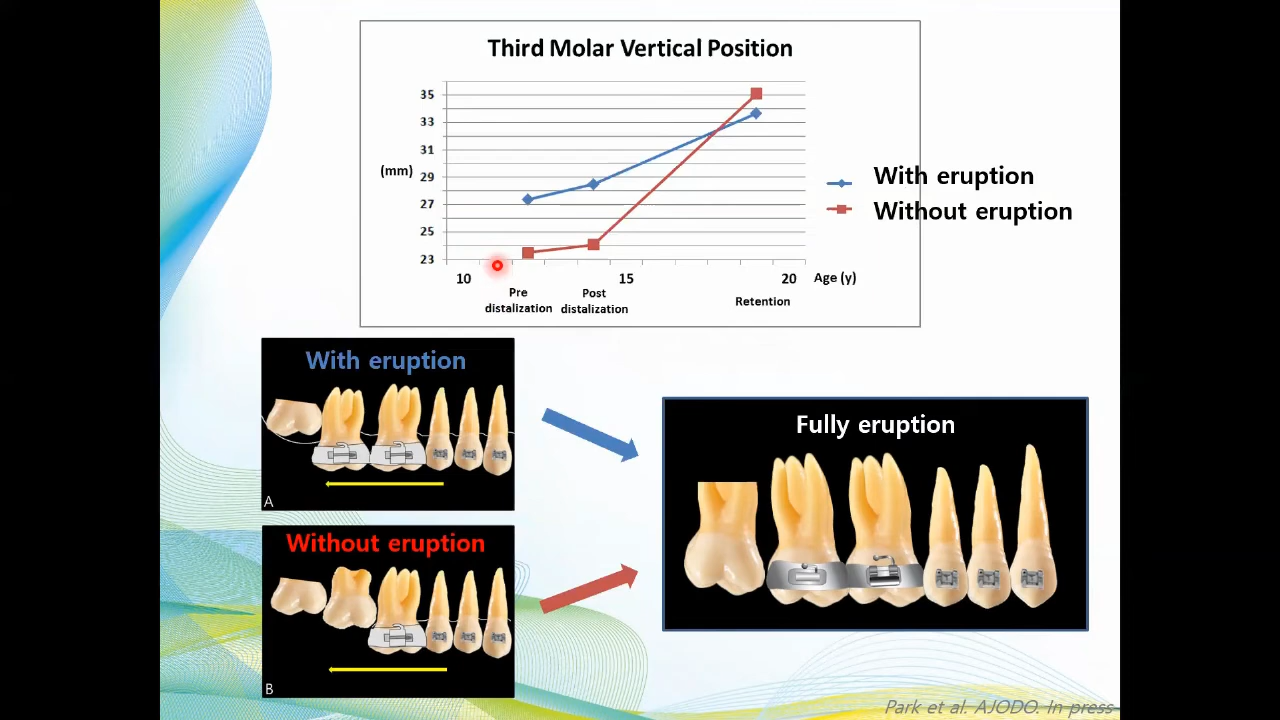 Third Molar Vertical Position
35
33
31
(mm)
29
27
25
23
10
15
20
Age (y)
Pre
distalization
Post
distalization
Retention
With eruption
Without eruption
With eruption
A
Without eruption
B
Fully eruption
Park et al. AJODO. In press